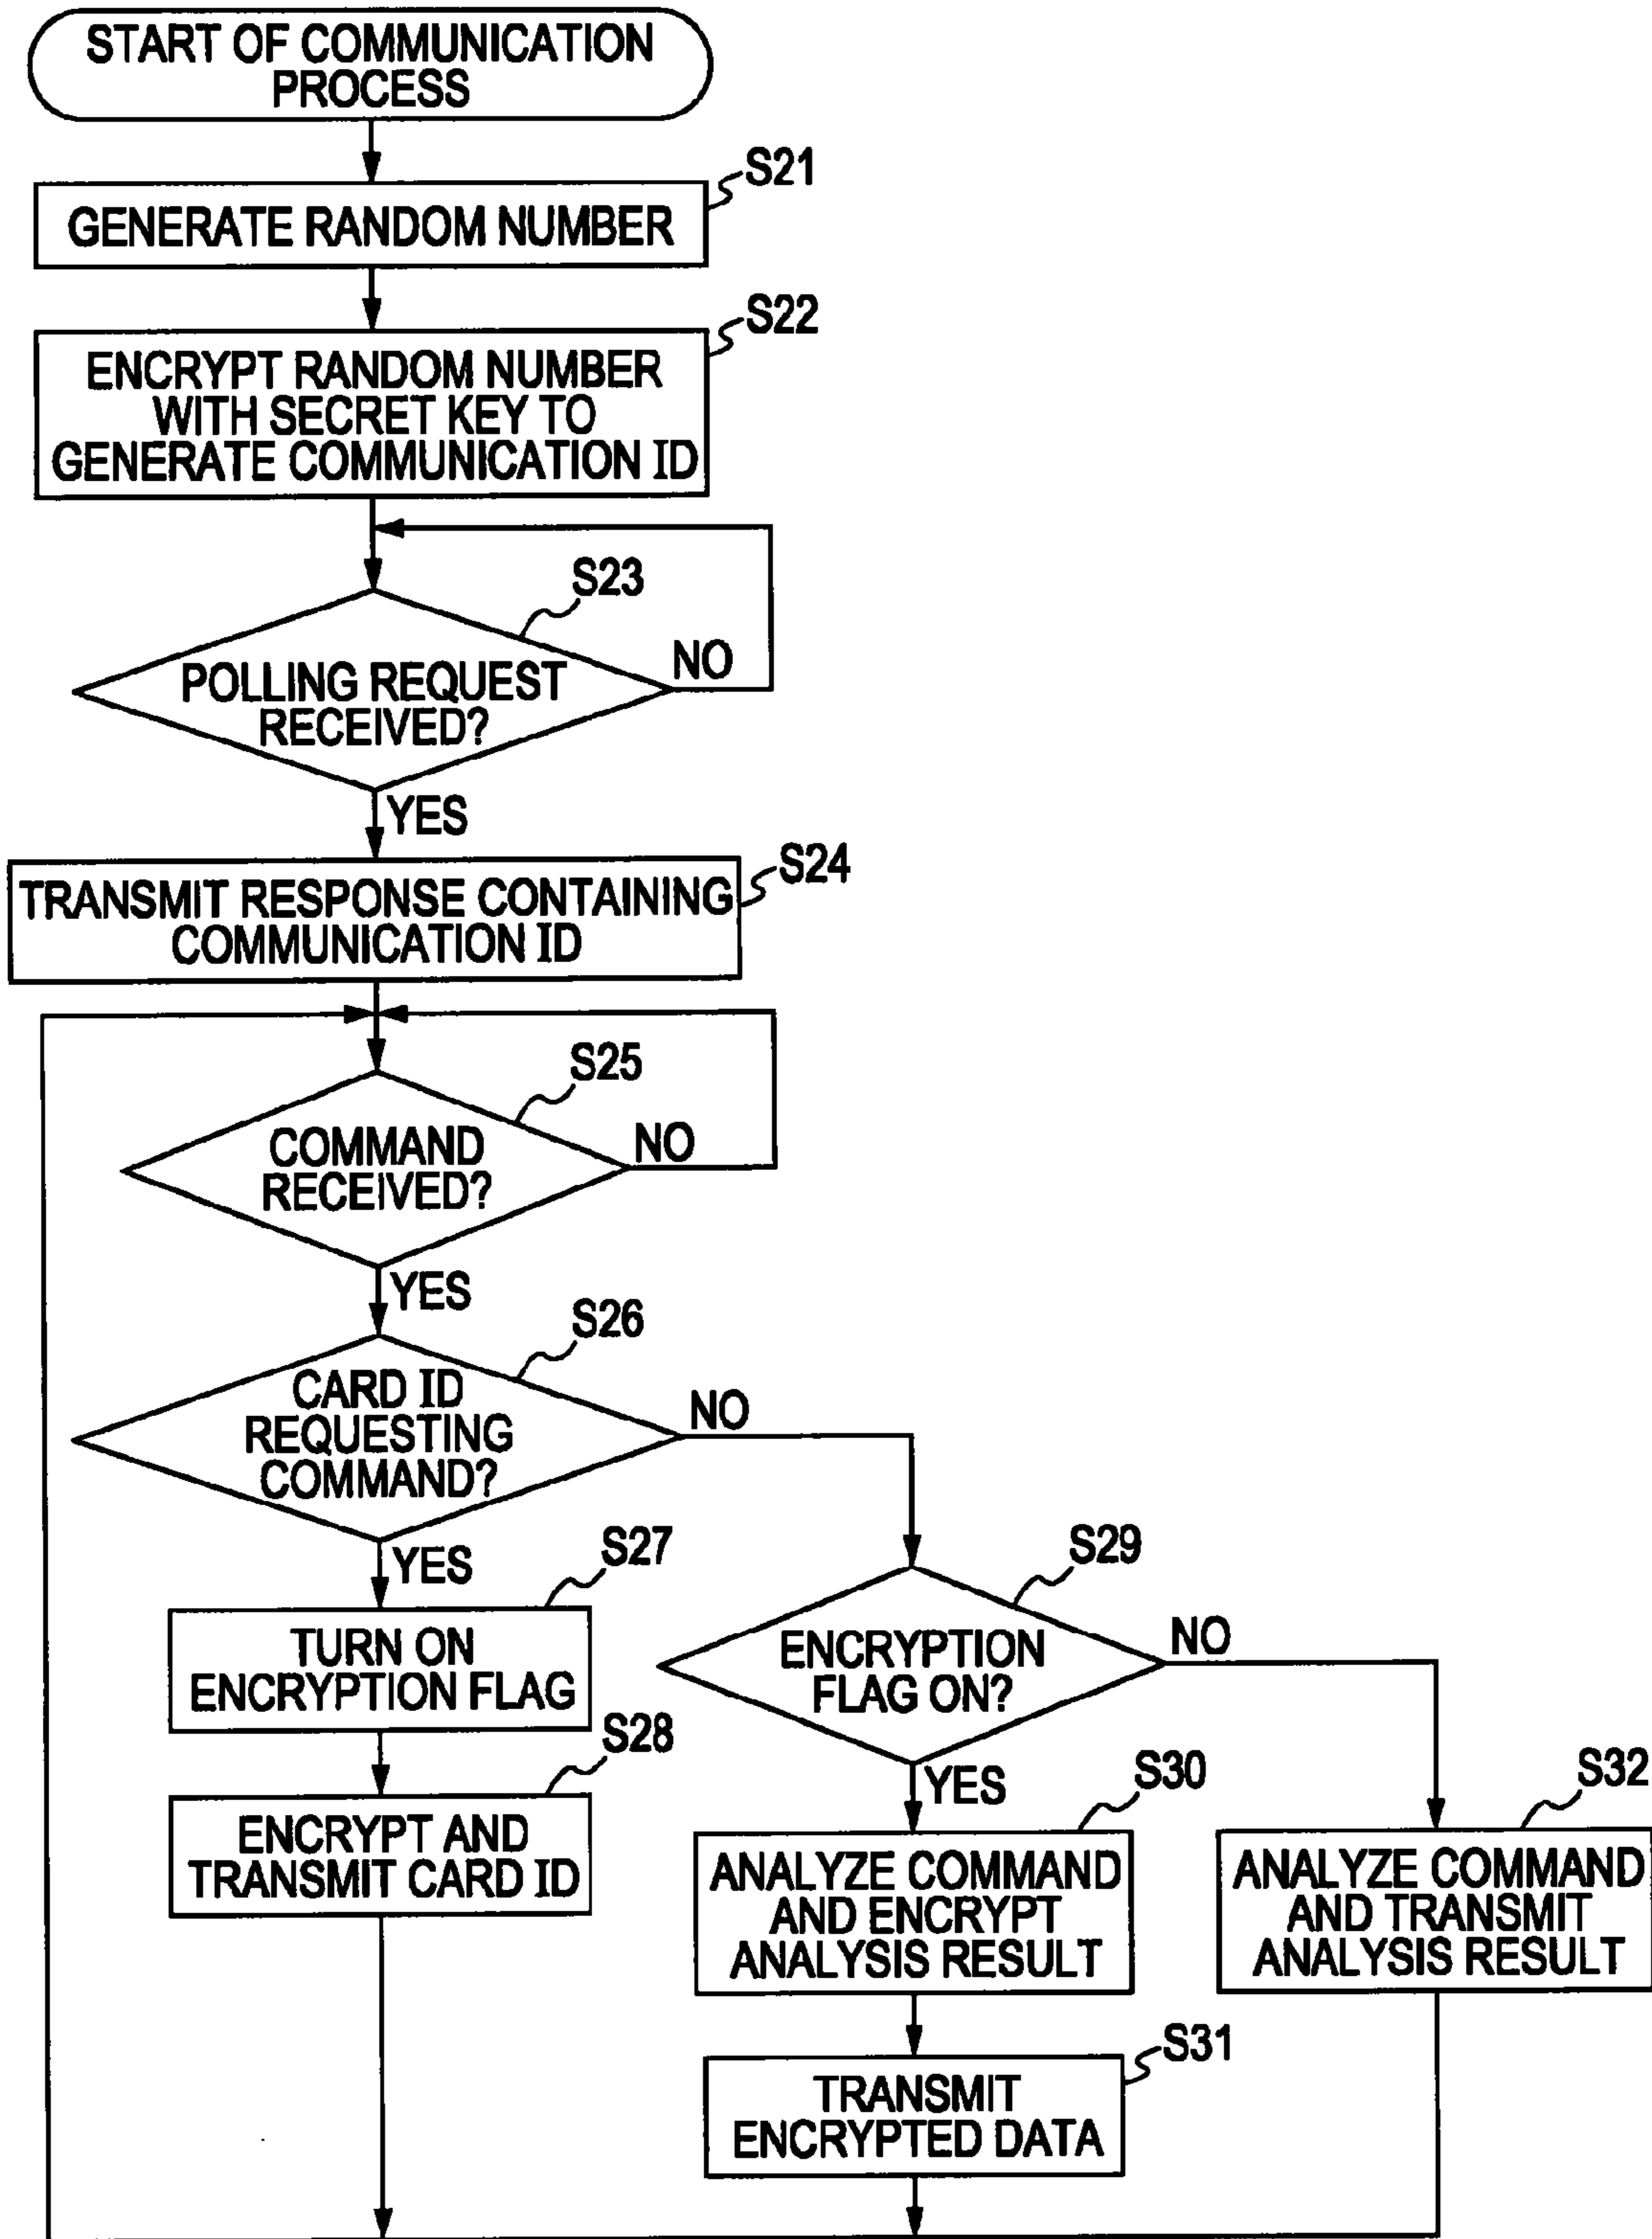 START OF COMMUNICATION
PROCESS
S21
GENERATE RANDOM NUMBER
S22
ENCRYPT RANDOM NUMBER
WITH SECRET KEY TO
GENERATE COMMUNICATION ID
S23
POLLING REQUEST
RECEIVED?
NO
YES
S24
TRANSMIT RESPONSE CONTAINING
COMMUNICATION ID
S25
COMMAND
RECEIVED?
NO
YES
S26
CARD ID
REQUESTING
COMMAND?
NO
YES
S27
TURN ON
ENCRYPTION FLAG
S28
ENCRYPT AND
TRANSMIT CARD ID
S29
ENCRYPTION
FLAG ON?
NO
YES
S30
ANALYZE COMMAND
AND ENCRYPT
ANALYSIS RESULT
S31
TRANSMIT
ENCRYPTED DATA
S32
ANALYZE COMMAND
AND TRANSMIT
ANALYSIS RESULT